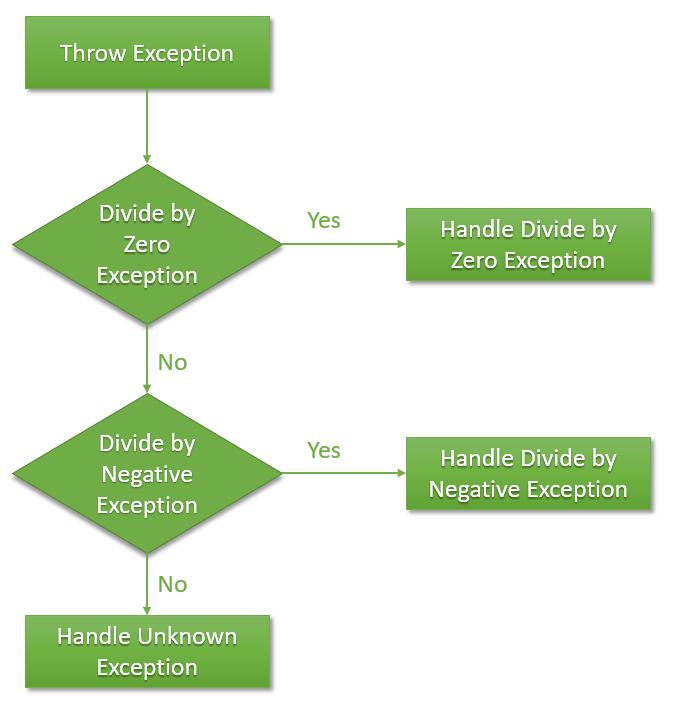 Throw Exception
Divide by
Zero
Exception
Yes
Handle Divide by
Zero Exception
No
Divide by
Negative
Exception
Yes
Handle Divide by
Negative Exception
No
Handle Unknown
Exception